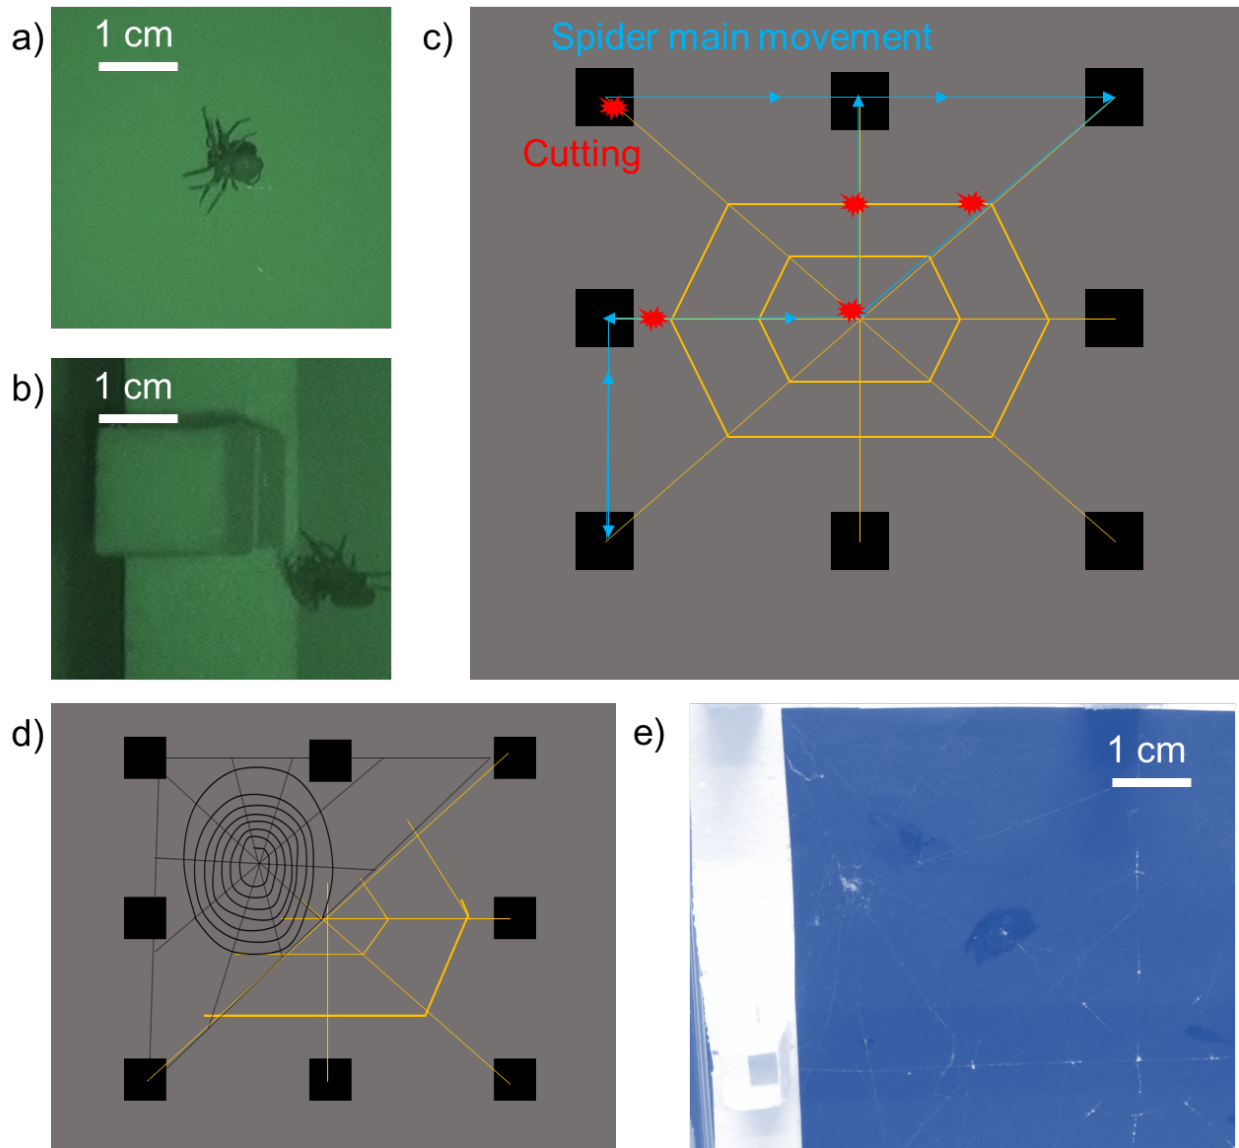 a)
1 cm
b)
1 cm
c)
Spider main movement
Cutting
d)
e)
1 cm